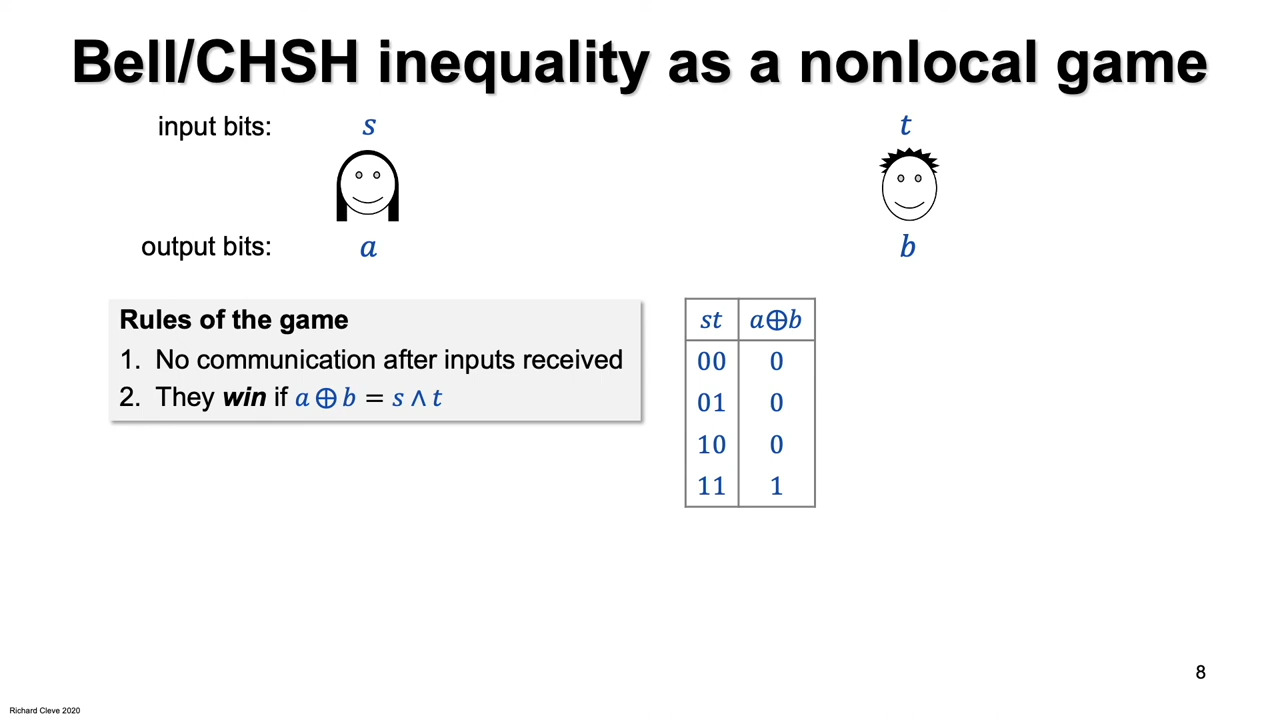 Bell/CHSH inequality as a nonlocal game
input bits: s t
output bits: a b
Rules of the game
1. No communication after inputs received
2. They win if a ⊕ b = s ∧ t
st a⊕b
00 0
01 0
10 0
11 1
8
Richard Cleve 2020